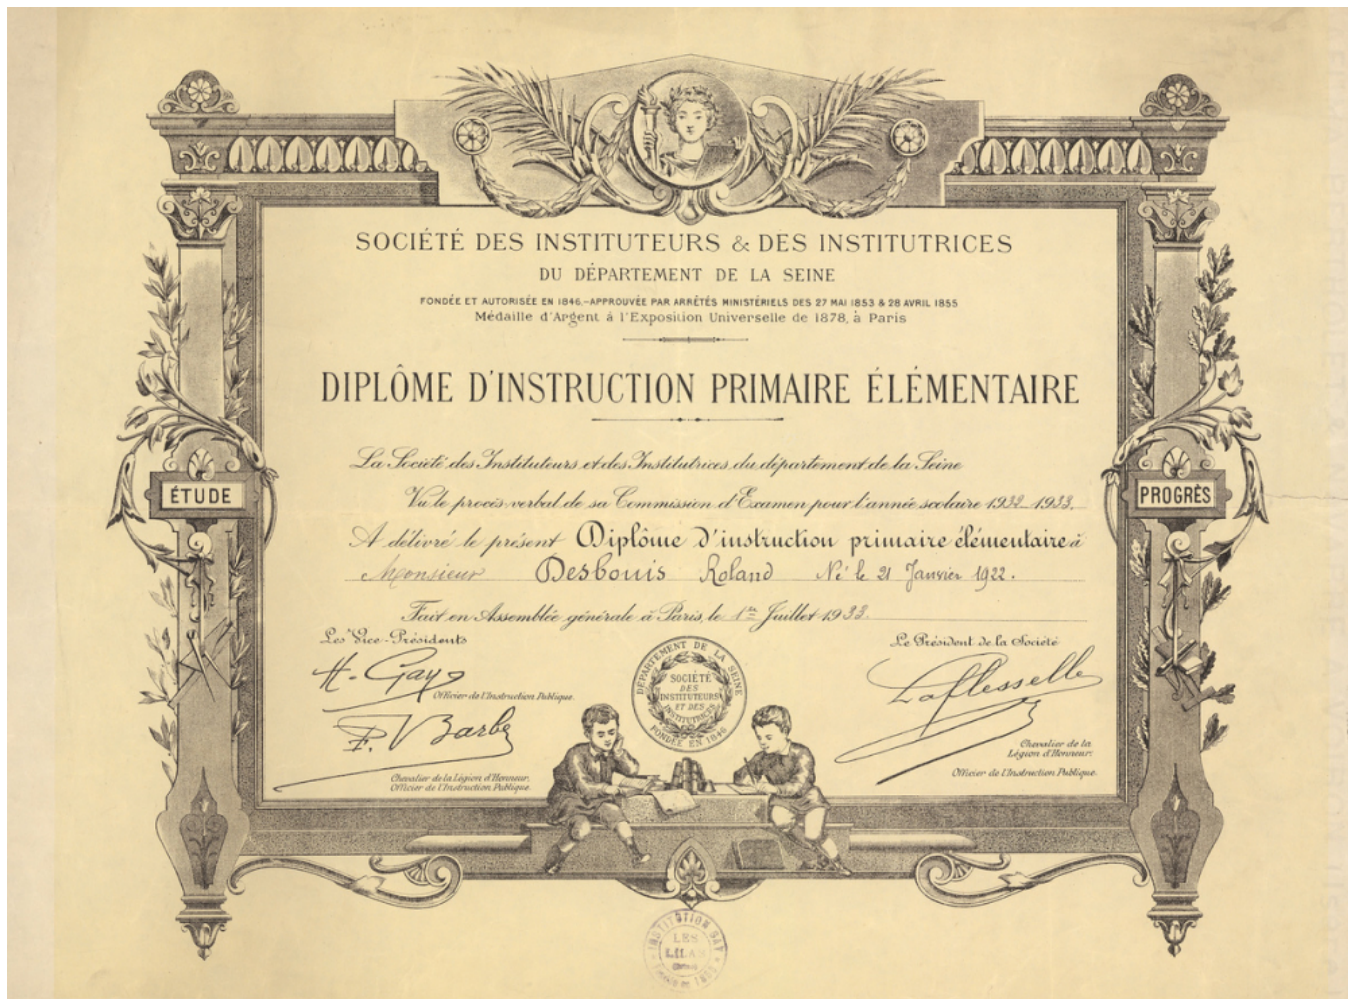 SOCIÉTÉ DES INSTITUTEURS & DES INSTITUTRICES
DU DÉPARTEMENT DE LA SEINE
FONDÉE ET AUTORISÉE EN 1846.–APPROUVÉE PAR ARRÊTÉS MINISTÉRIELS DES 27 MAI 1853 & 28 AVRIL 1855
Médaille d'Argent à l'Exposition Universelle de 1878, à Paris
DIPLÔME D'INSTRUCTION PRIMAIRE ÉLÉMENTAIRE
La Société des Instituteurs et des Institutrices du département de la Seine
ÉTUDE
Vu le procès-verbal de sa Commission d'Examen pour l'année scolaire 1932-1933.
PROGRÈS
A délivré le présent Diplôme d'instruction primaire élémentaire à
Monsieur Desbouis Roland Né le 21 Janvier 1922.
Fait en Assemblée générale à Paris, le 1er Juillet 1933.
Les Vice-Présidents
Le Président de la Société
H. Gay
Officier de l'Instruction Publique.
F. V Barbe
Chevalier de la Légion d'Honneur.
Officier de l'Instruction Publique.
DÉPARTEMENT DE LA SEINE
SOCIÉTÉ
DES
INSTITUTEURS
ET DES
INSTITUTRICES
FONDÉE EN 1846
Laflesselle
Chevalier de la
Légion d'Honneur.
Officier de l'Instruction Publique.
INSTITUTION GAY
LES
LILAS